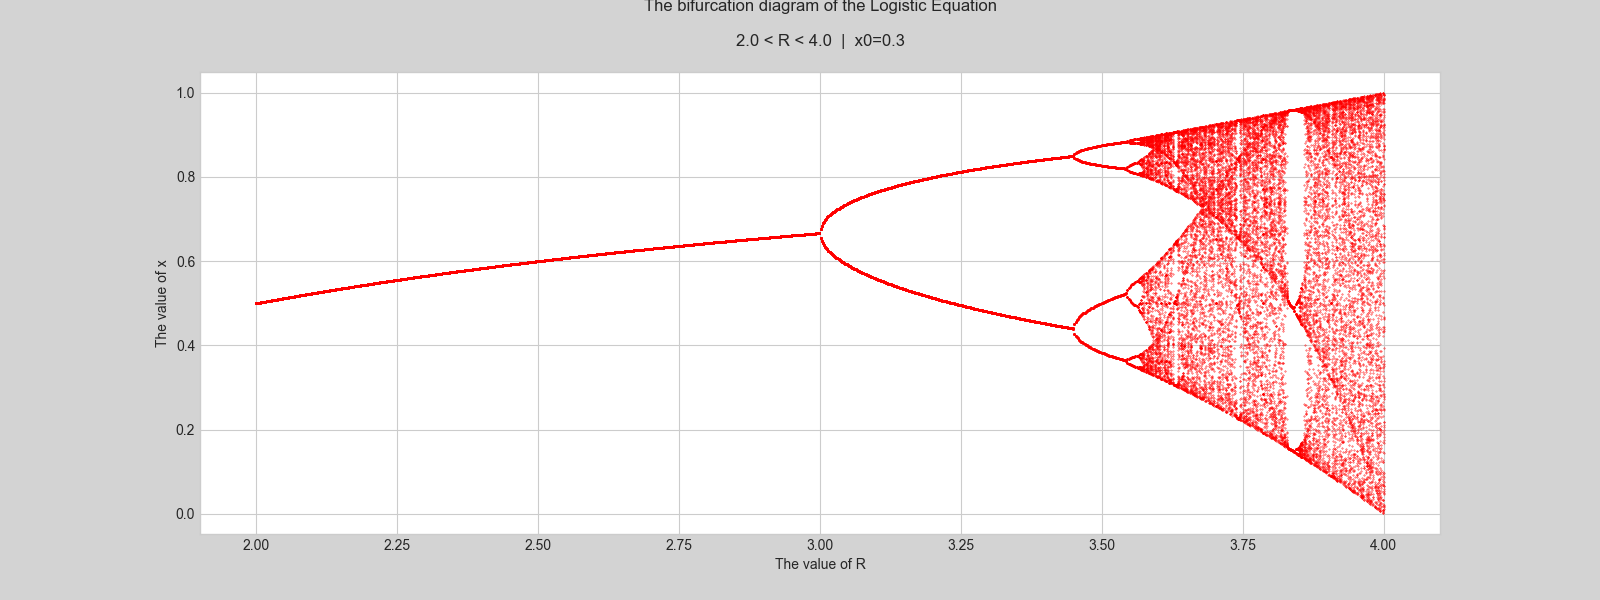 The bifurcation diagram of the Logistic Equation
2.0 < R < 4.0 | x0=0.3
The value of x
1.0
0.8
0.6
0.4
0.2
0.0
2.00 2.25 2.50 2.75 3.00 3.25 3.50 3.75 4.00
The value of R